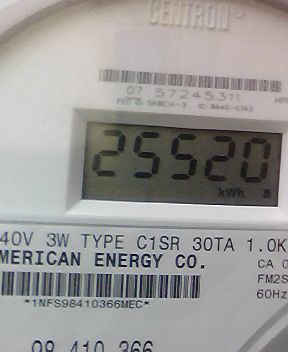 CENTRON
07 57245311
25520
kWh
40V 3W TYPE C1SR 30TA 1.0K
MERICAN ENERGY CO.
CA 0
FM2S
*1NFS98410366MEC*
60Hz
98 410 366